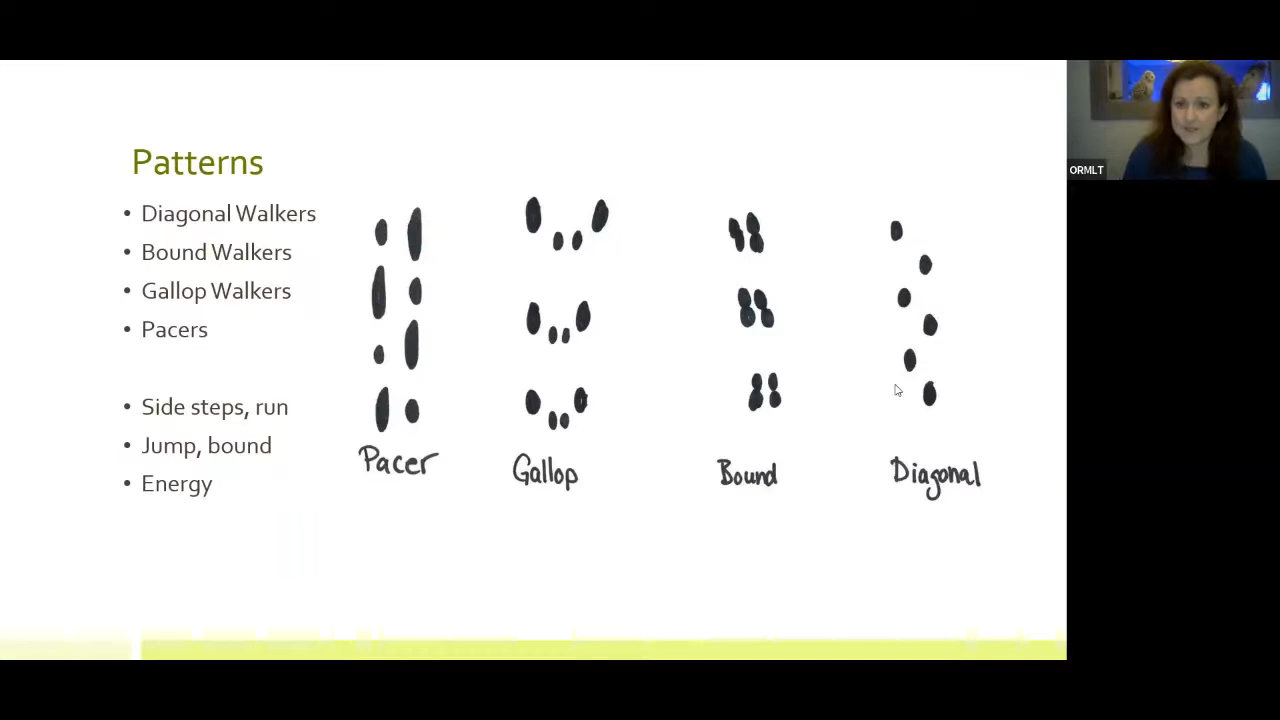 Patterns
• Diagonal Walkers
• Bound Walkers
• Gallop Walkers
• Pacers
• Side steps, run
• Jump, bound
• Energy
Pacer
Gallop
Bound
Diagonal
ORMLT